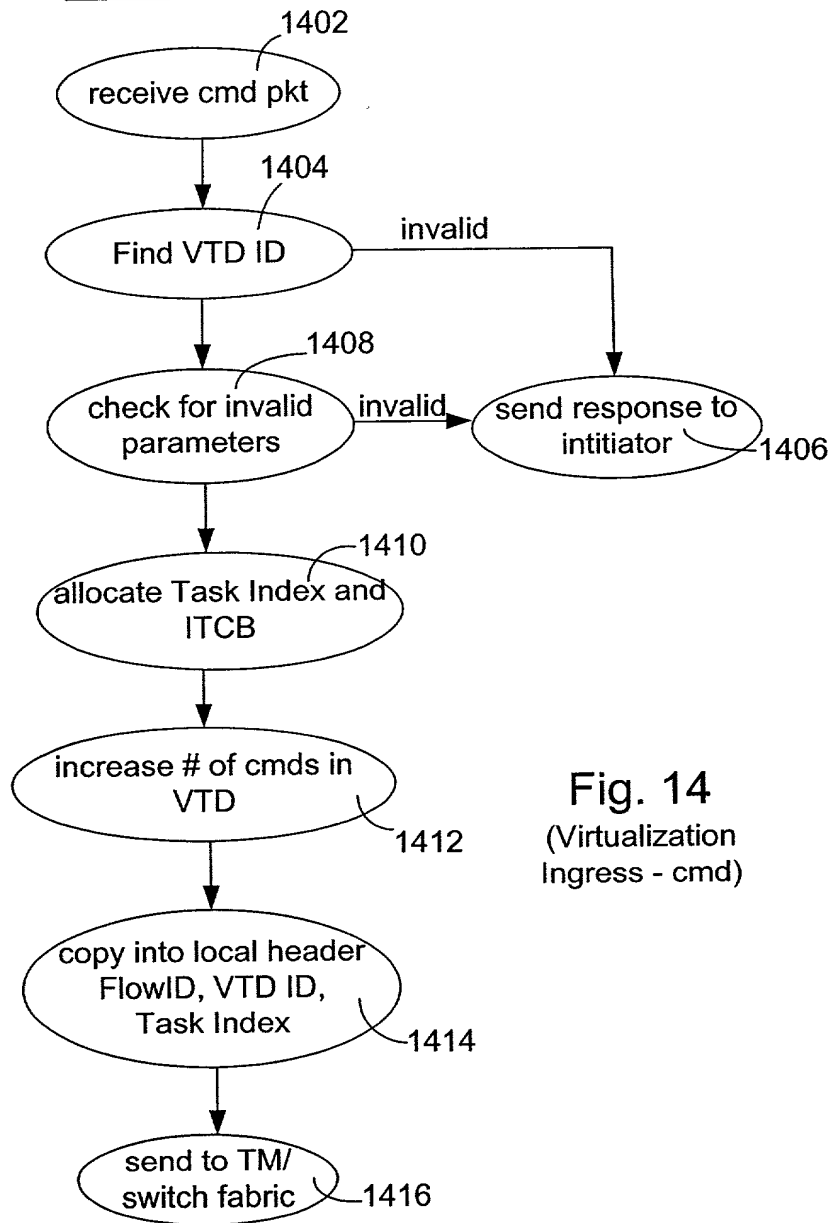 1402
receive cmd pkt
1404
Find VTD ID
invalid
1408
check for invalid
parameters
invalid
send response to
intitiator
1406
1410
allocate Task Index and
ITCB
increase # of cmds in
VTD
1412
Fig. 14
(Virtualization
Ingress - cmd)
copy into local header
FlowID, VTD ID,
Task Index
1414
send to TM/
switch fabric
1416